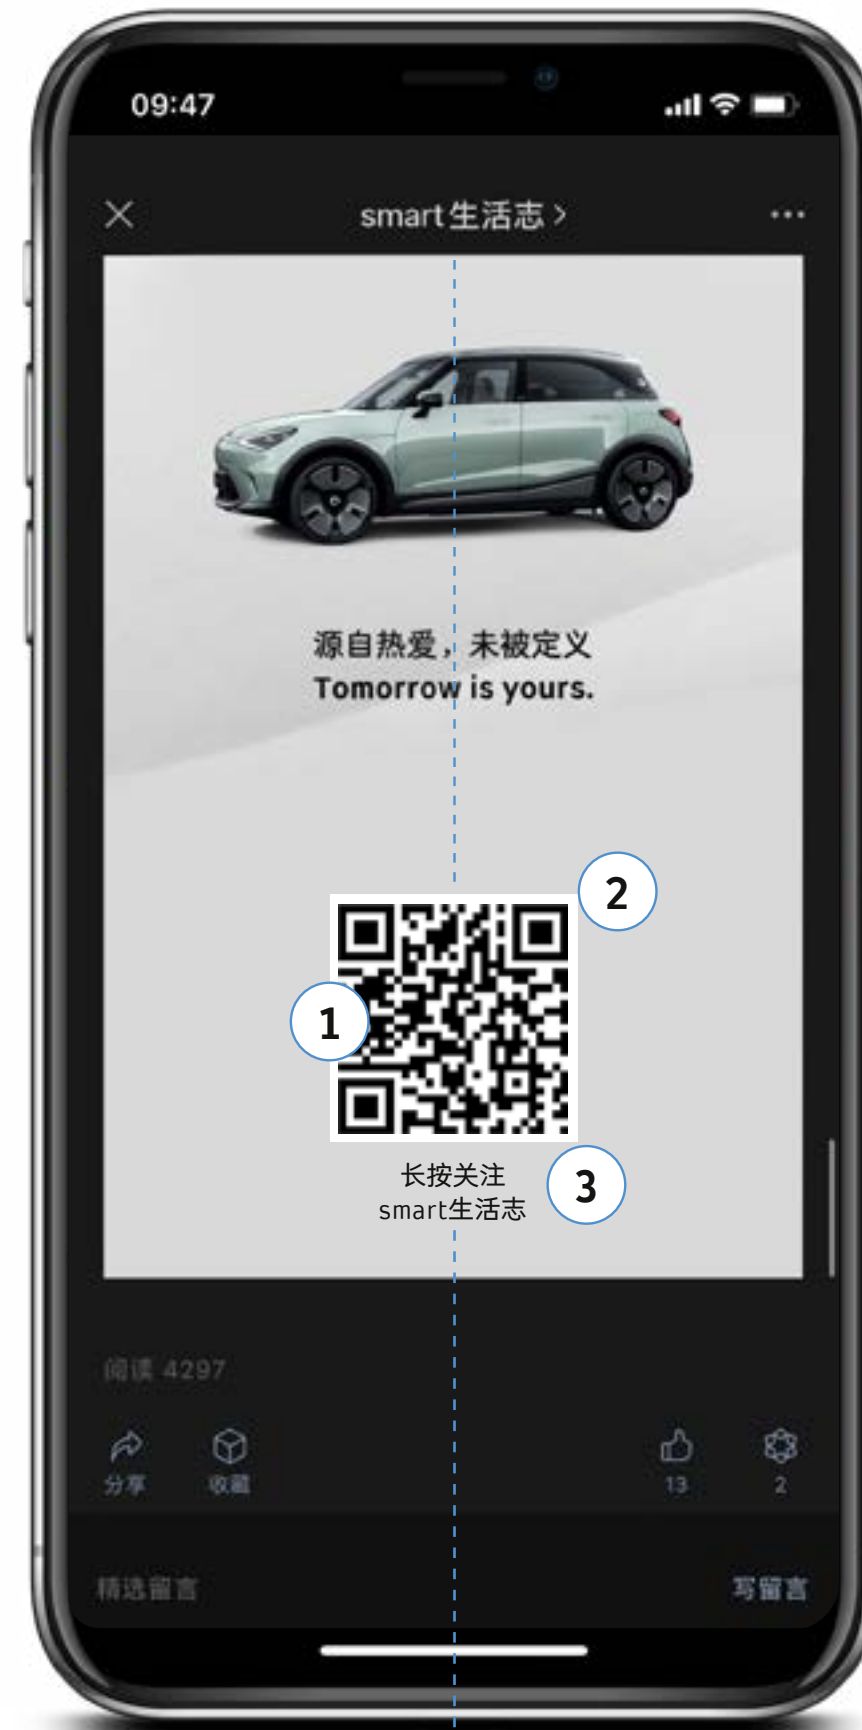 09:47
smart生活志
源自热爱，未被定义
Tomorrow is yours.
2
1
长按关注
3
smart生活志
阅读 4297
分享
收藏
13
2
精选留言
写留言